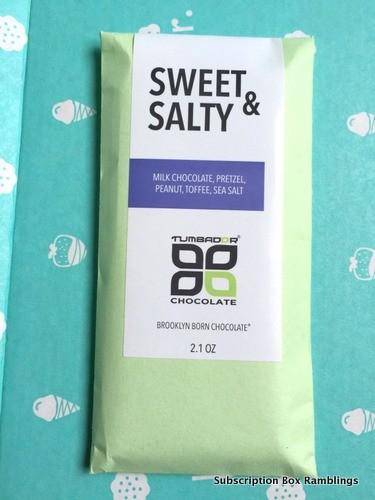 SWEET &
SALTY
MILK CHOCOLATE, PRETZEL,
PEANUT, TOFFEE, SEA SALT
TUMBADOR®
CHOCOLATE
BROOKLYN BORN CHOCOLATE®
2.1 OZ
Subscription Box Ramblings